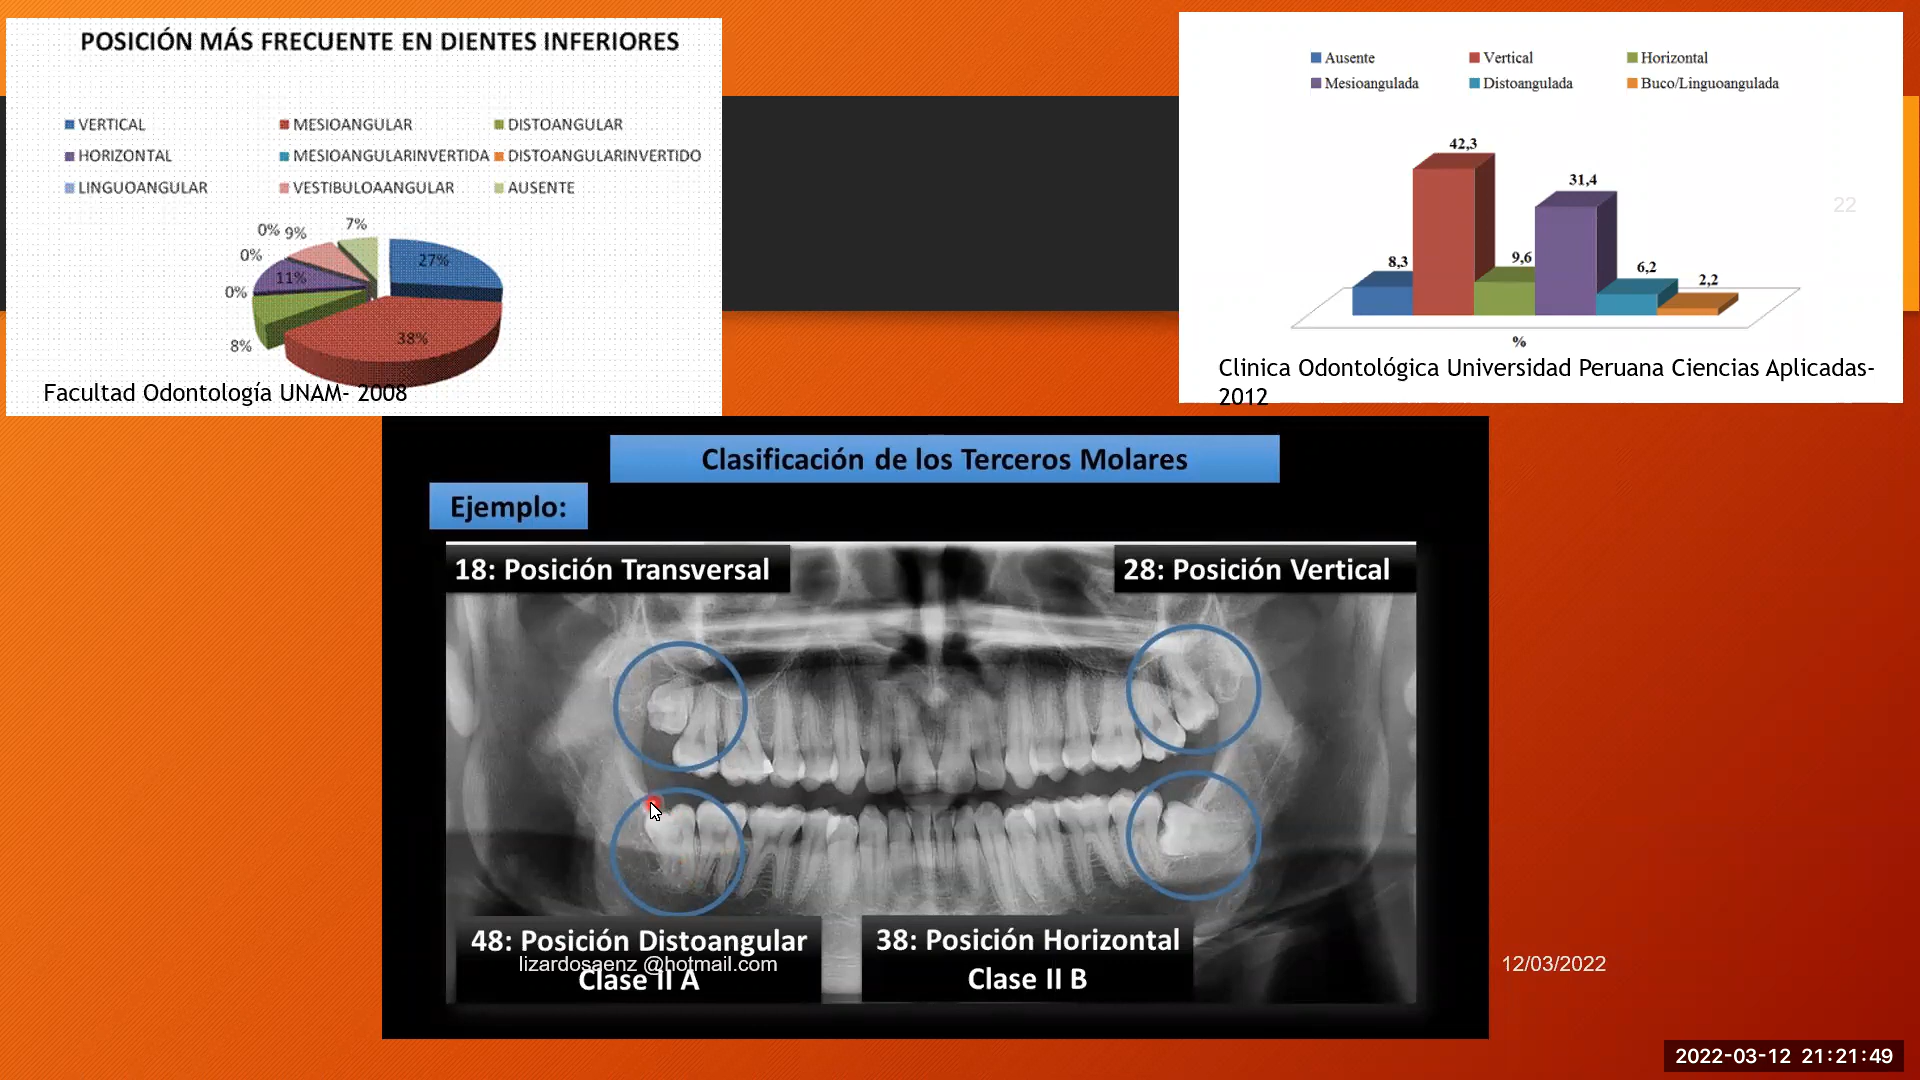 POSICIÓN MÁS FRECUENTE EN DIENTES INFERIORES
VERTICAL MESIOANGULAR DISTOANGULAR
HORIZONTAL MESIOANGULARINVERTIDA DISTOANGULARINVERTIDO
LINGUOANGULAR VESTIBULOAANGULAR AUSENTE
0% 9% 7%
0% 11% 27%
0%
8% 38%
Facultad Odontología UNAM- 2008
Ausente Vertical Horizontal
Mesioangulada Distoangulada Buco/Linguoangulada
42,3
31,4
8,3 9,6 6,2 2,2
%
22
Clinica Odontológica Universidad Peruana Ciencias Aplicadas-
2012
Clasificación de los Terceros Molares
Ejemplo:
18: Posición Transversal
28: Posición Vertical
48: Posición Distoangular
Clase II A
38: Posición Horizontal
Clase II B
lizardosaenz @hotmail.com
12/03/2022
2022-03-12 21:21:49